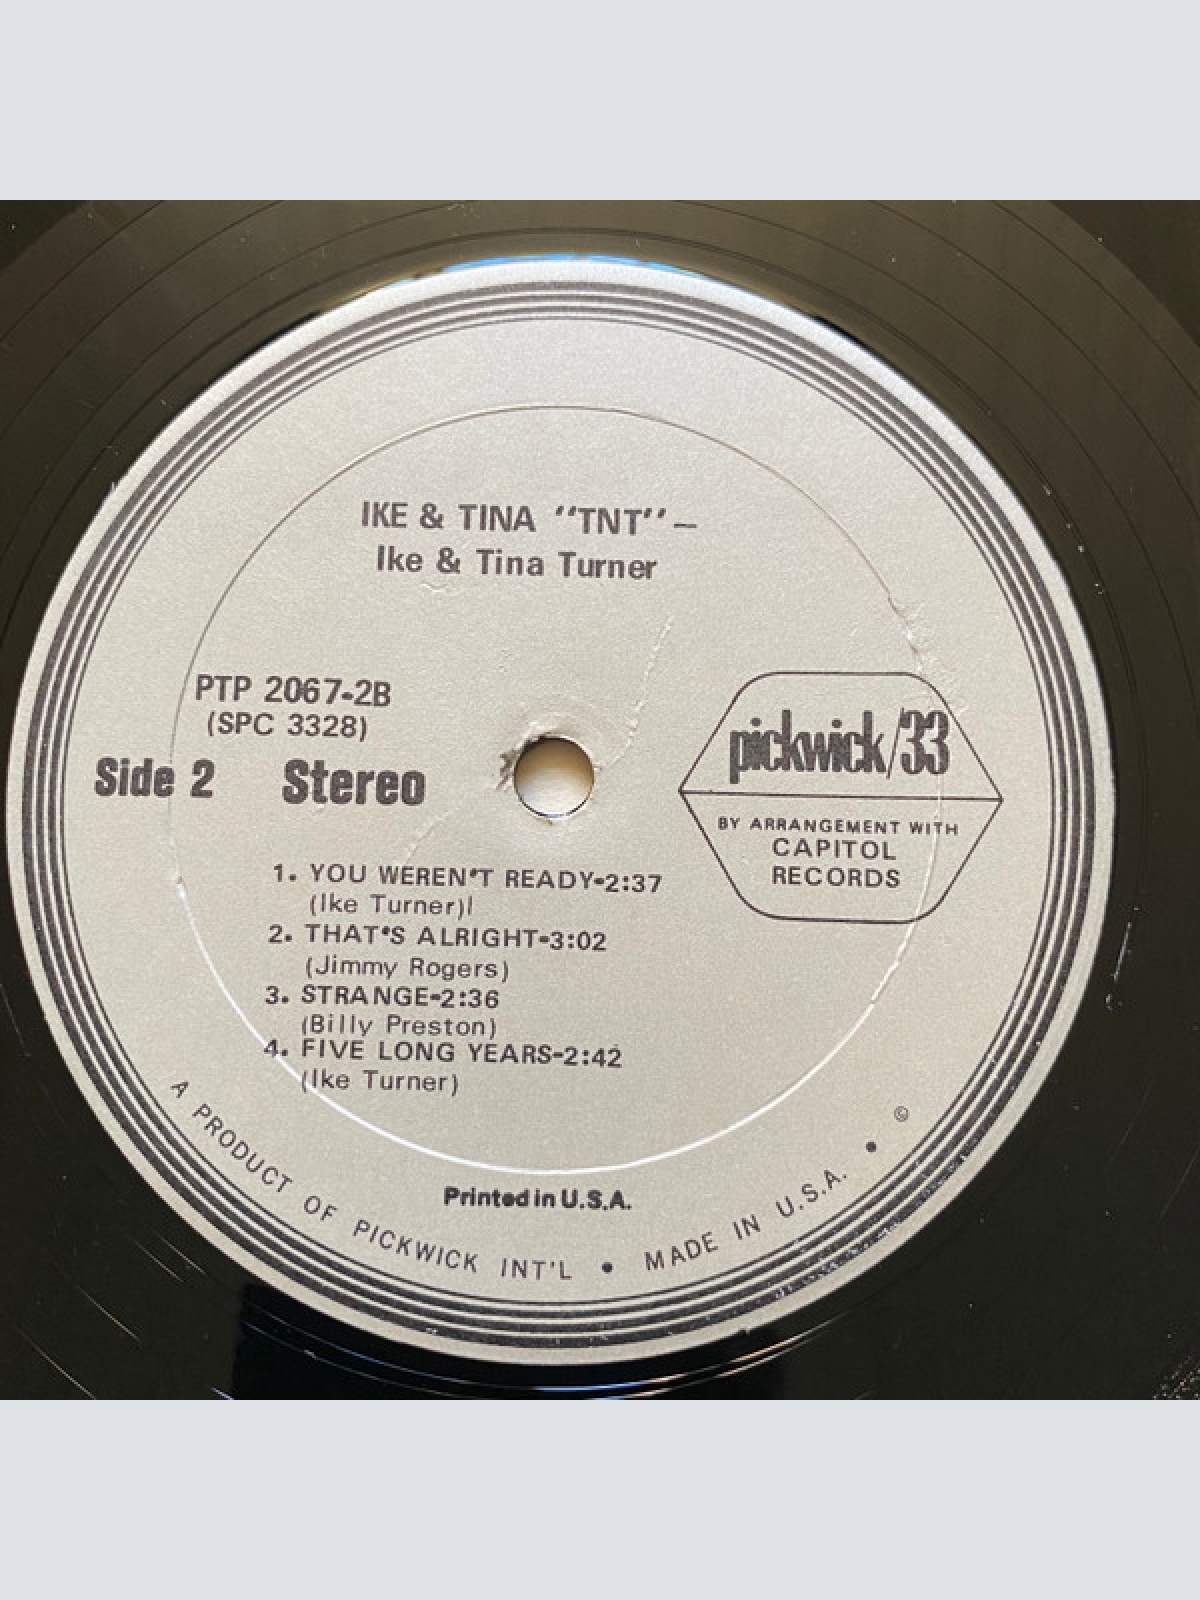 IKE & TINA "TNT"—
Ike & Tina Turner
PTP 2067-2B
(SPC 3328)
Side 2 Stereo
pickwick/33
BY ARRANGEMENT WITH
CAPITOL
RECORDS
1. YOU WEREN'T READY-2:37
(Ike Turner)
2. THAT'S ALRIGHT-3:02
(Jimmy Rogers)
3. STRANGE-2:36
(Billy Preston)
4. FIVE LONG YEARS-2:42
(Ike Turner)
Printed in U.S.A.
A PRODUCT OF PICKWICK INT'L • MADE IN U.S.A. • ©